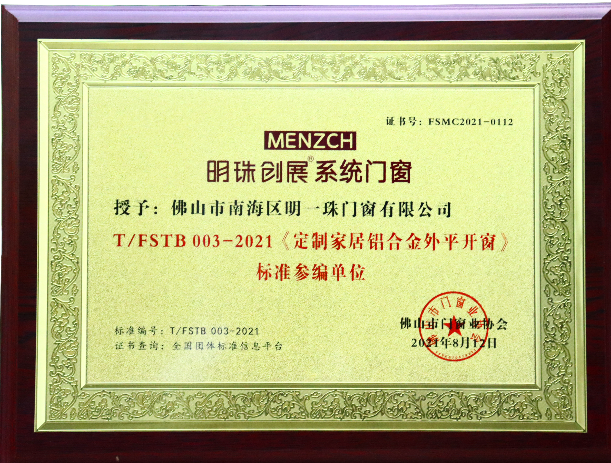 证书号：FSMC2021-0112
MENZCH
明珠创展®系统门窗
授予：佛山市南海区明一珠门窗有限公司
T/FSTB 003-2021《定制家居铝合金外平开窗》
标准参编单位
标准编号：T/FSTB 003-2021
证书查询：全国团体标准信息平台
佛山市门窗业协会
2021年8月12日